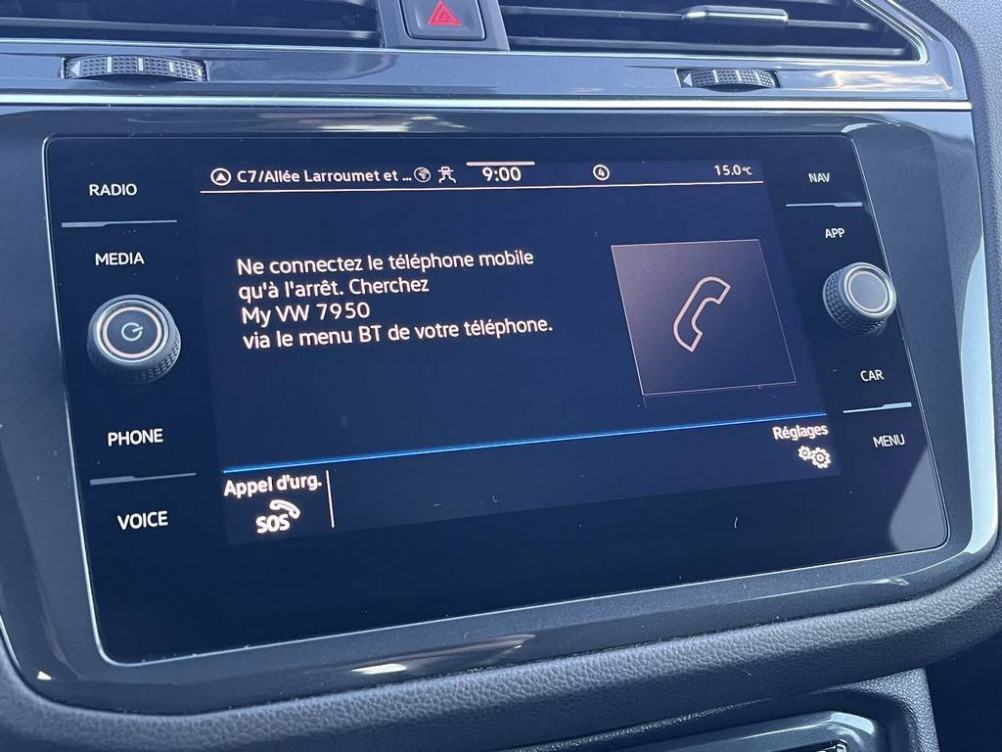 RADIO
MEDIA
PHONE
VOICE
C7/Allée Larroumet et ...
9:00
4
15.0°C
Ne connectez le téléphone mobile
qu'à l'arrêt. Cherchez
My VW 7950
via le menu BT de votre téléphone.
Appel d'urg.
SOS
Réglages
NAV
APP
CAR
MENU